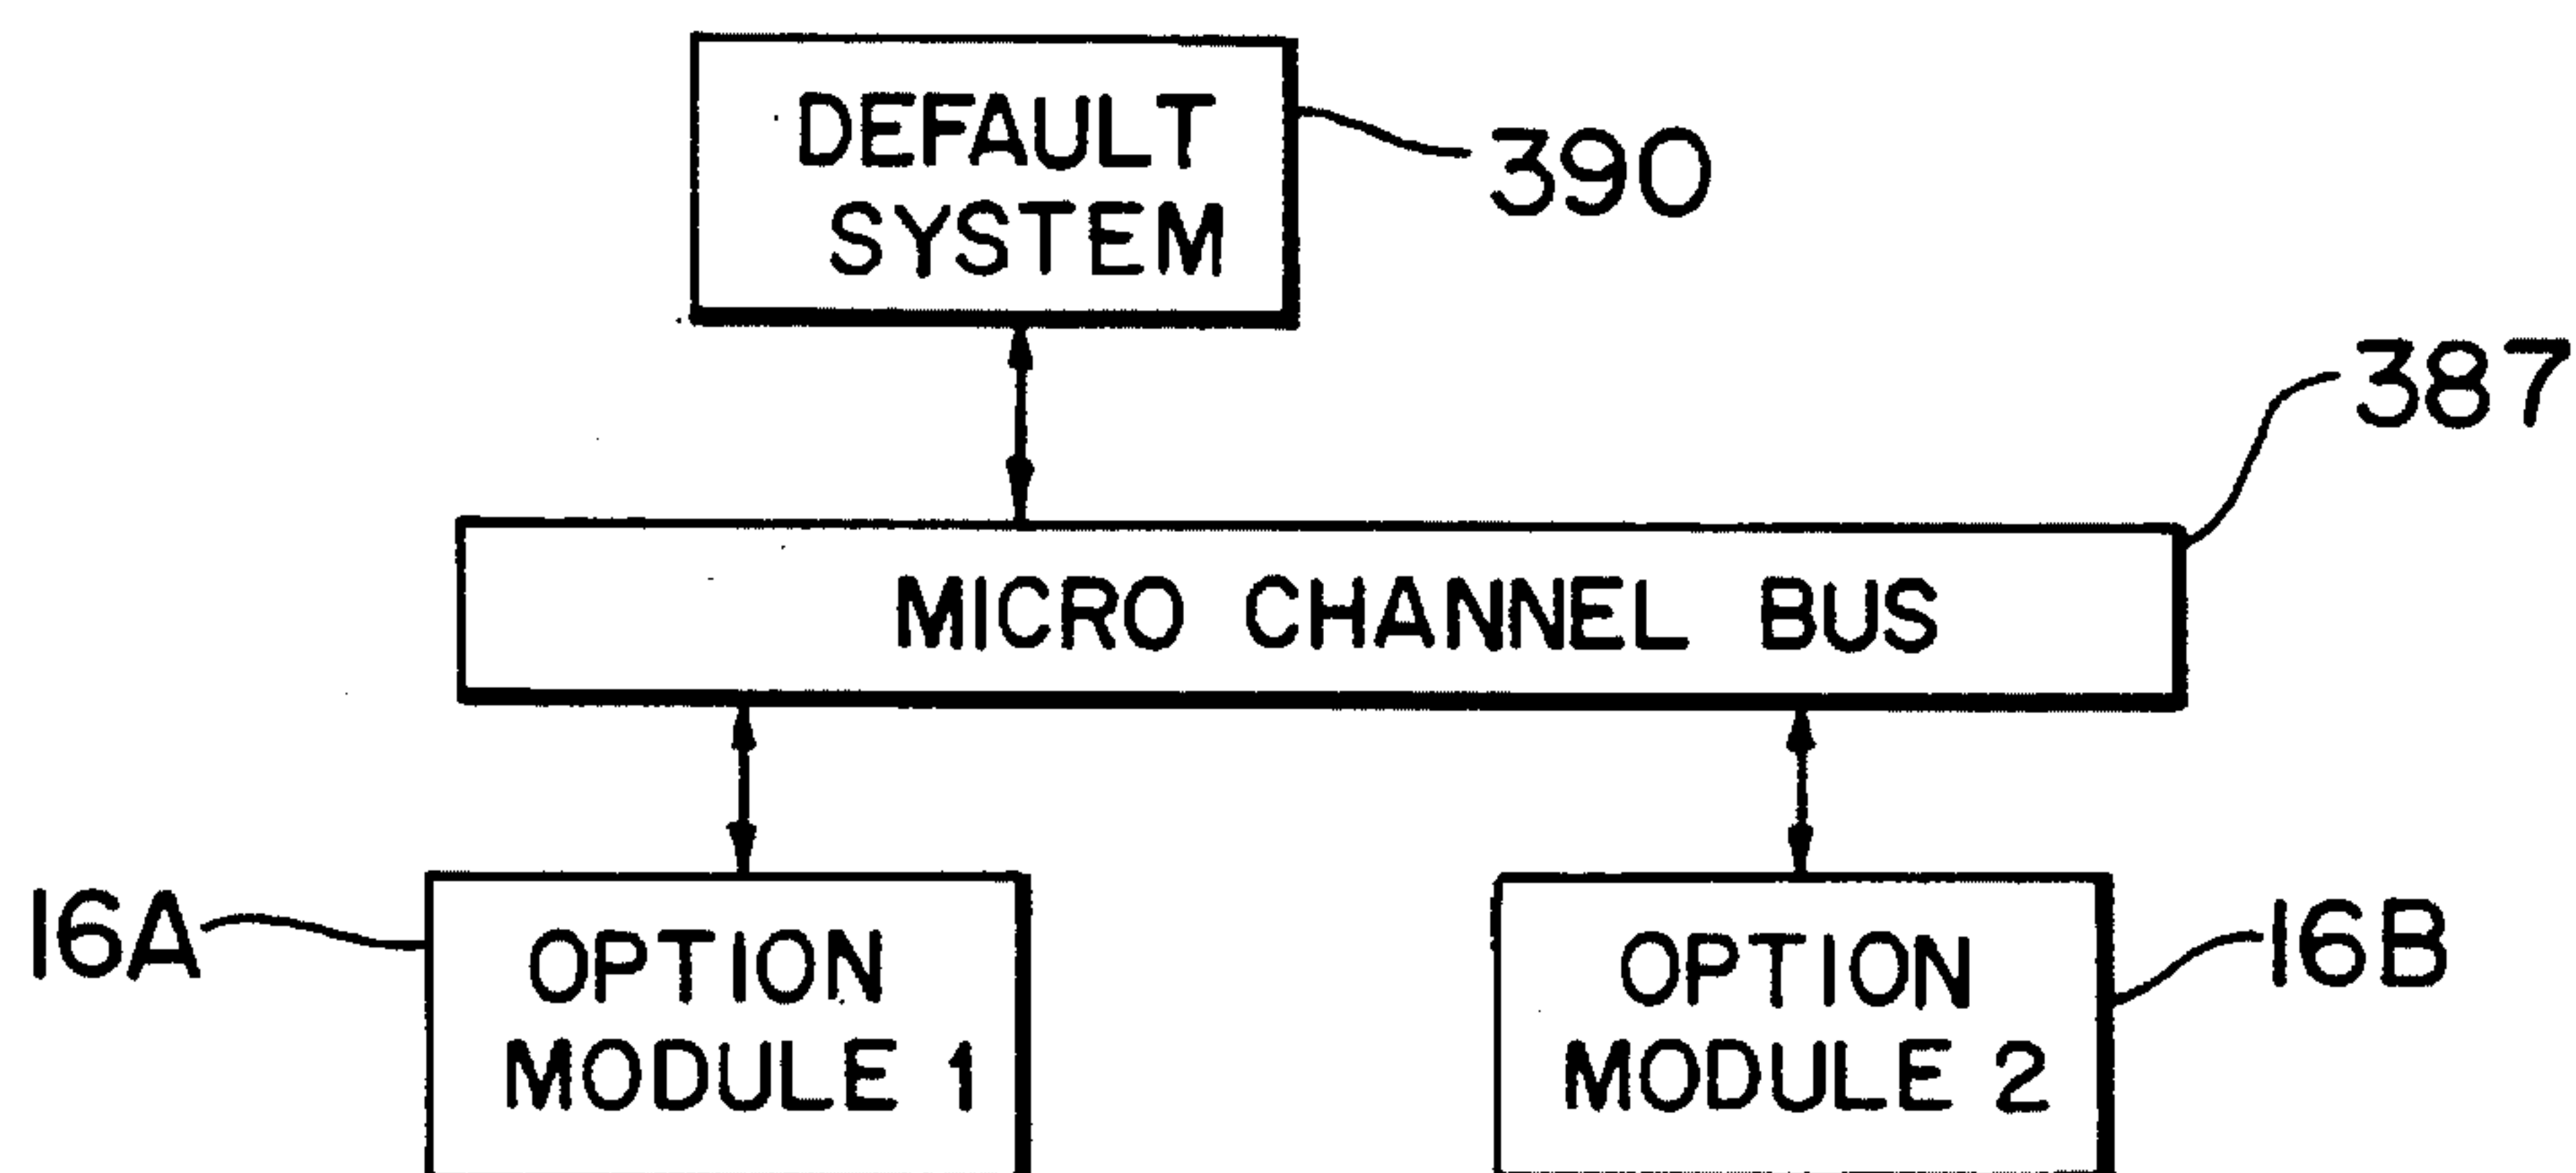 DEFAULT
SYSTEM
390
387
MICRO CHANNEL BUS
16A
OPTION
MODULE 1
OPTION
MODULE 2
16B